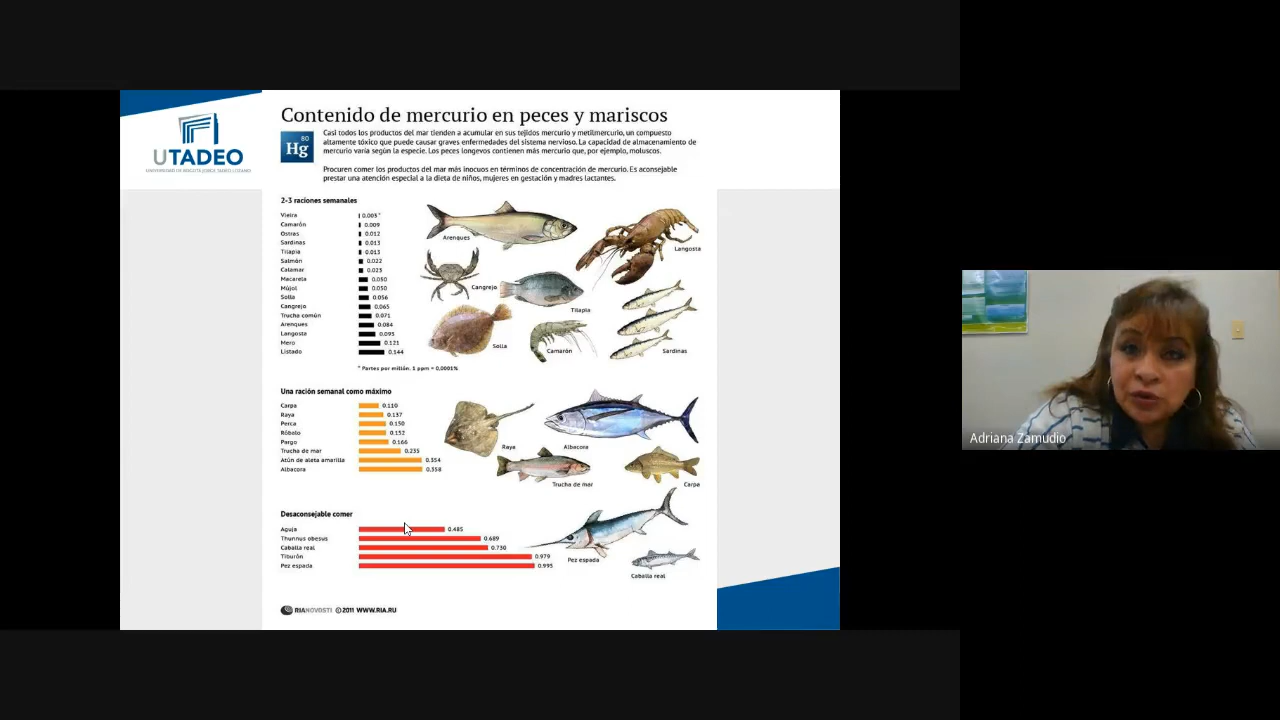 Contenido de mercurio en peces y mariscos
80
Hg
Casi todos los productos del mar tienden a acumular en sus tejidos mercurio y metilmercurio, un compuesto
altamente tóxico que puede causar graves enfermedades del sistema nervioso. La capacidad de almacenamiento de
mercurio varía según la especie. Los peces longevos contienen más mercurio que, por ejemplo, moluscos.
Procuren comer los productos del mar más inocuos en términos de concentración de mercurio. Es aconsejable
prestar una atención especial a la dieta de niños, mujeres en gestación y madres lactantes.
UTADEO
UNIVERSIDAD DE BOGOTÁ JORGE TADEO LOZANO
2-3 raciones semanales
Vieira 0.003*
Camarón 0.009
Ostras 0.012
Sardinas 0.013
Tilapia 0.013
Salmón 0.022
Calamar 0.023
Macarela 0.050
Mújol 0.050
Solla 0.056
Cangrejo 0.065
Trucha común 0.071
Arenques 0.084
Langosta 0.093
Mero 0.121
Listado 0.144
* Partes por millón. 1 ppm = 0,0001%
Arenques
Langosta
Cangrejo
Tilapia
Solla
Camarón
Sardinas
Una ración semanal como máximo
Carpa 0.110
Raya 0.137
Perca 0.150
Róbalo 0.152
Pargo 0.166
Trucha de mar 0.235
Atún de aleta amarilla 0.354
Albacora 0.358
Raya
Albacora
Trucha de mar
Carpa
Desaconsejable comer
Aguja 0.485
Thunnus obesus 0.689
Caballa real 0.730
Tiburón 0.979
Pez espada 0.995
Pez espada
Caballa real
RIANOVOSTI © 2011 WWW.RIA.RU
Adriana Zamudio